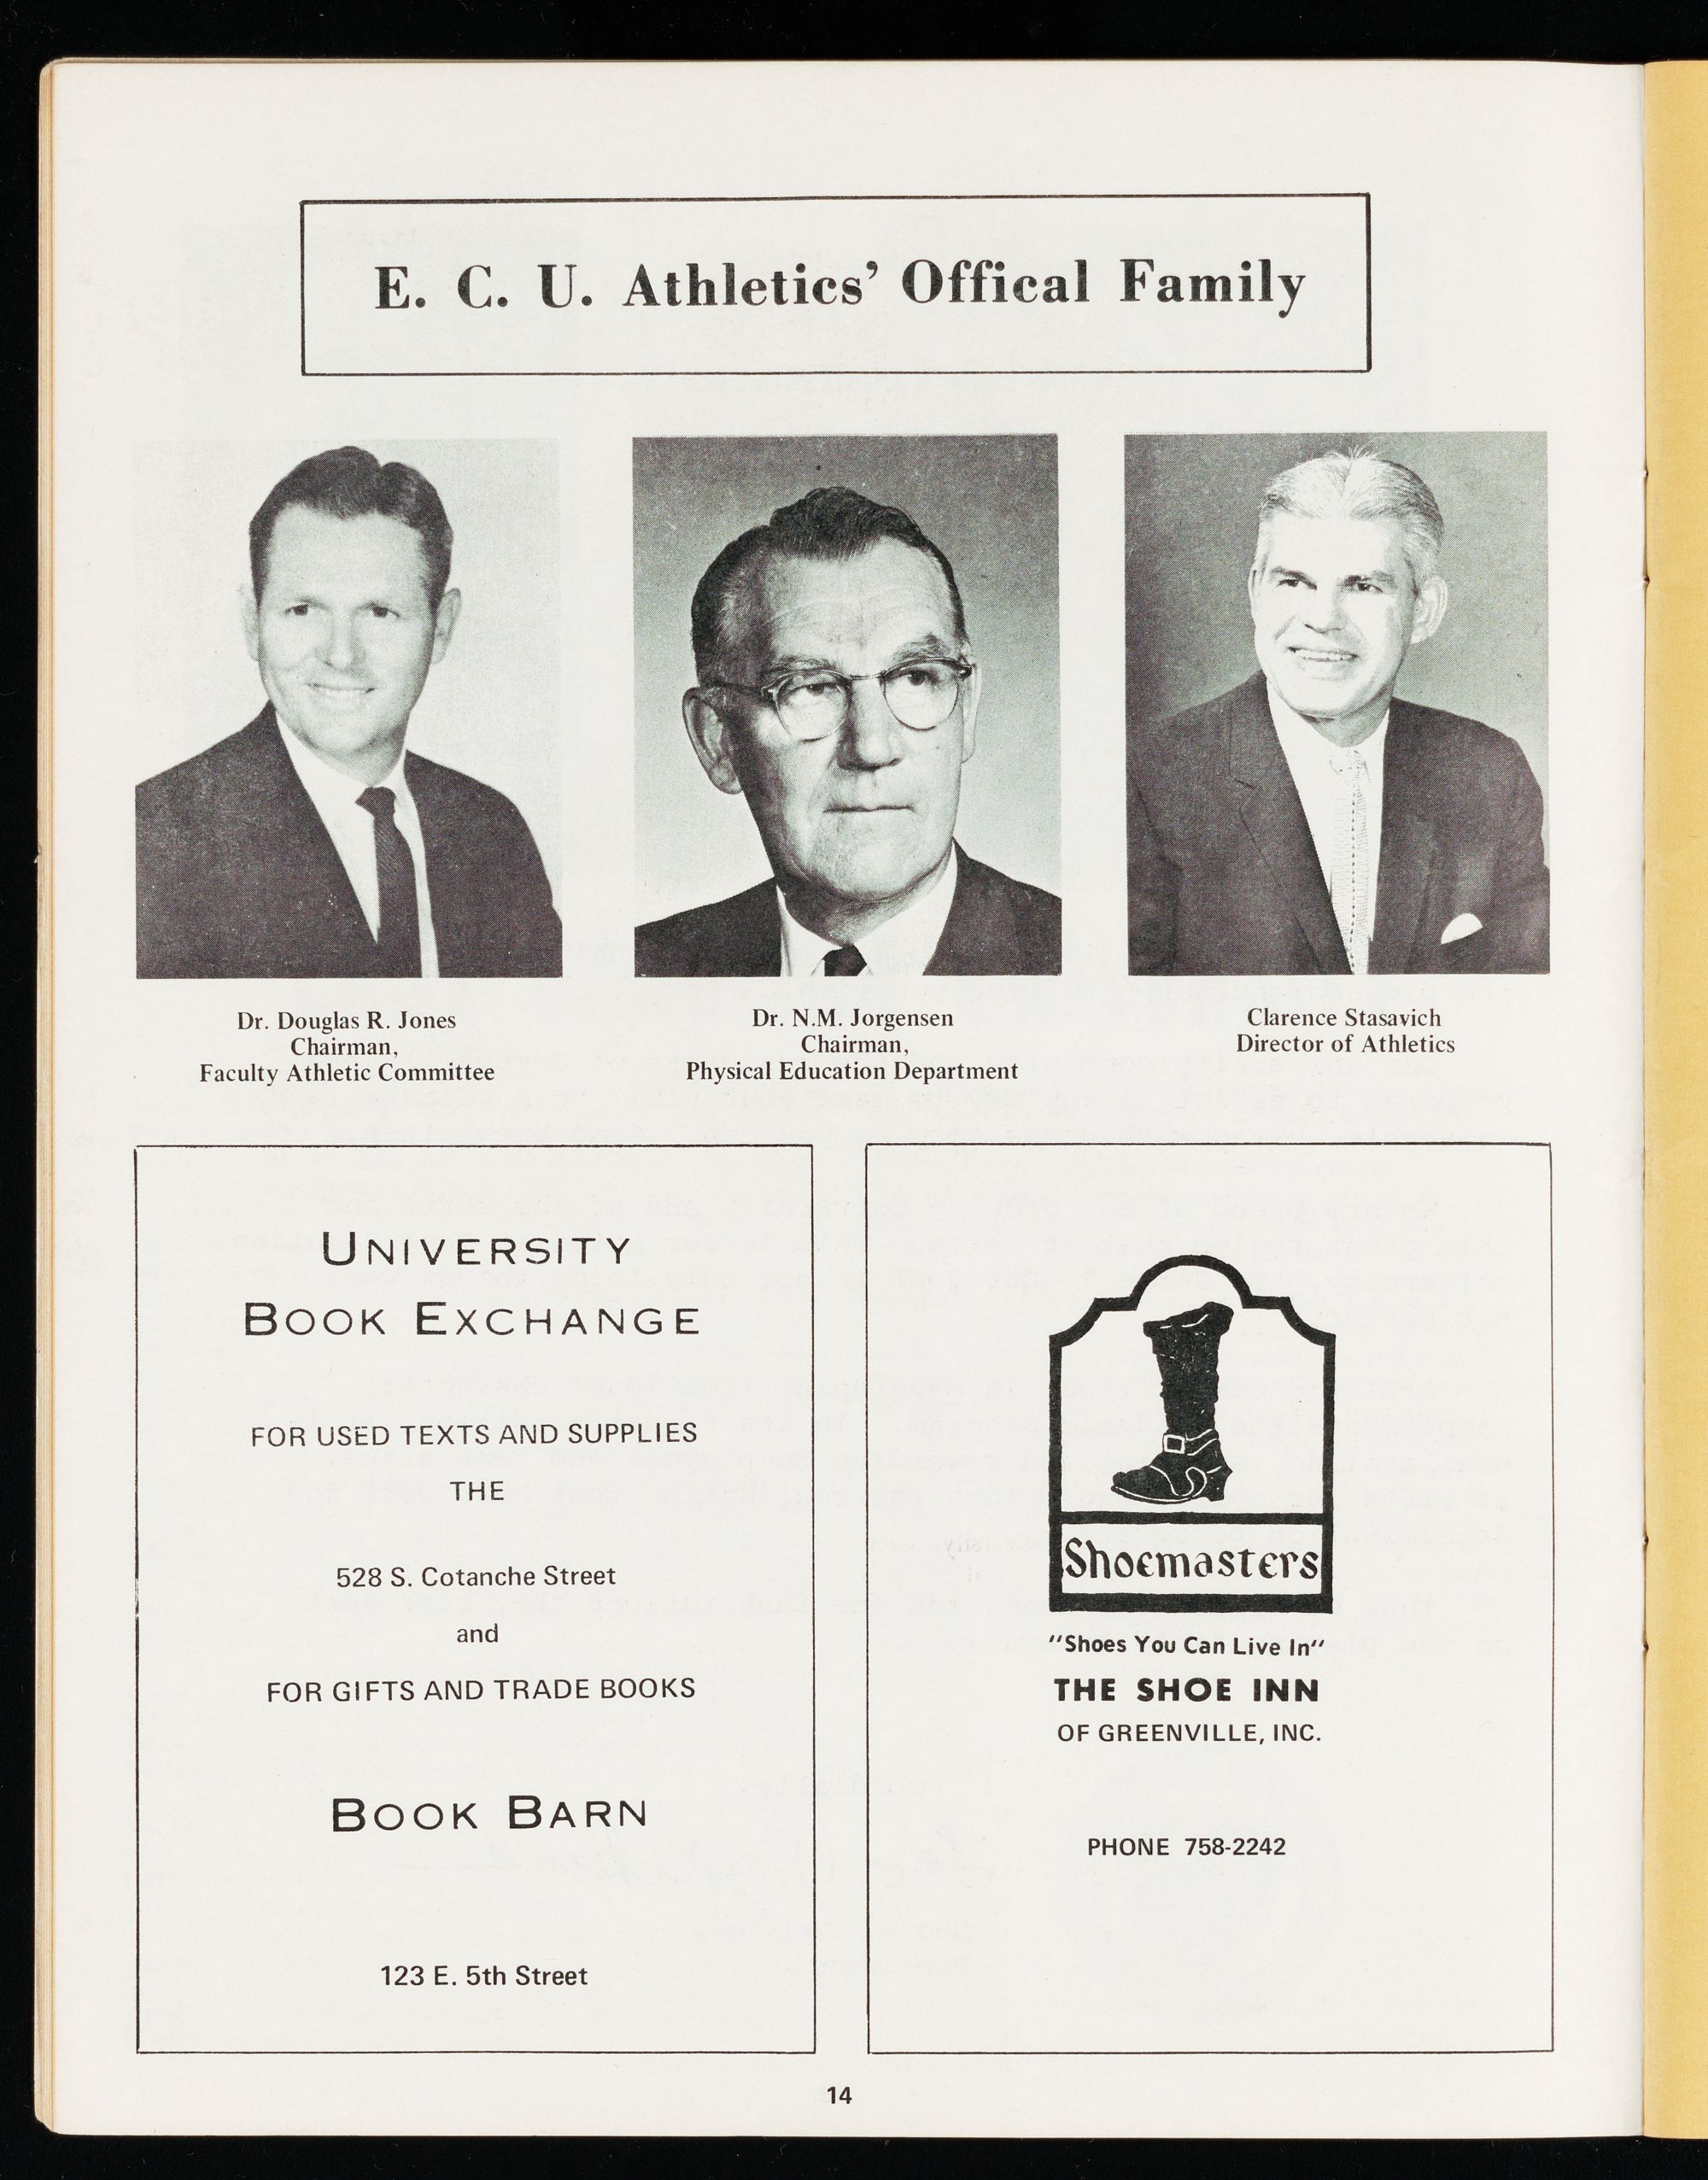 E. C. U. Athletics’ Offical Family
Dr. Douglas R. Jones
Chairman,
Faculty Athletic Committee
Dr. N.M. Jorgensen
Chairman,
Physical Education Department
Clarence Stasavich
Director of Athletics
UNIVERSITY
BOOK EXCHANGE
FOR USED TEXTS AND SUPPLIES
THE
528 S. Cotanche Street
and
FOR GIFTS AND TRADE BOOKS
BOOK BARN
123 E. 5th Street
Shoemasters
"Shoes You Can Live In"
THE SHOE INN
OF GREENVILLE, INC.
PHONE 758-2242
14